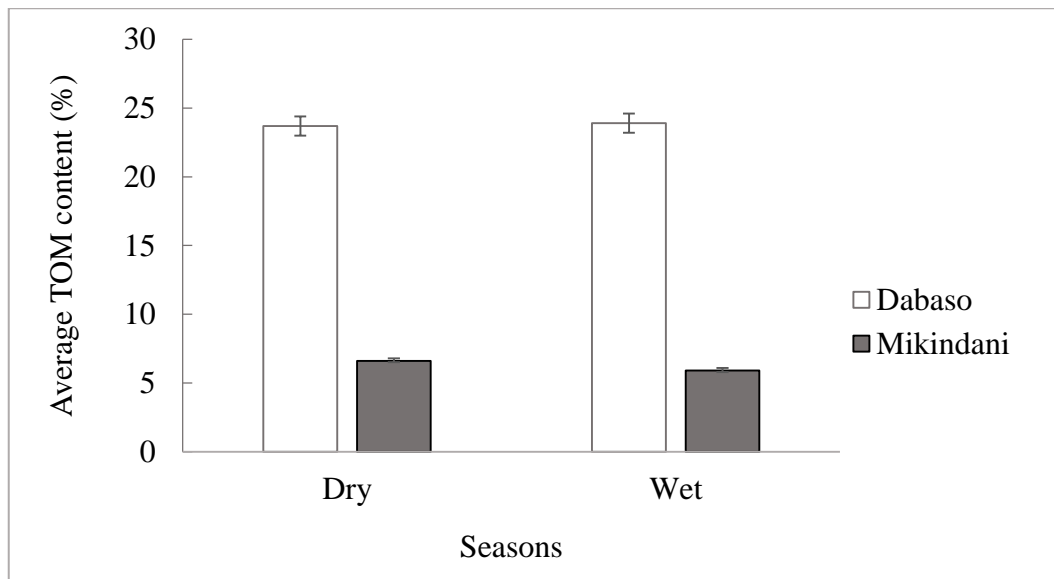 Average TOM content (%)
30
25
20
15
10
5
0
Dry
Wet
Seasons
Dabaso
Mikindani